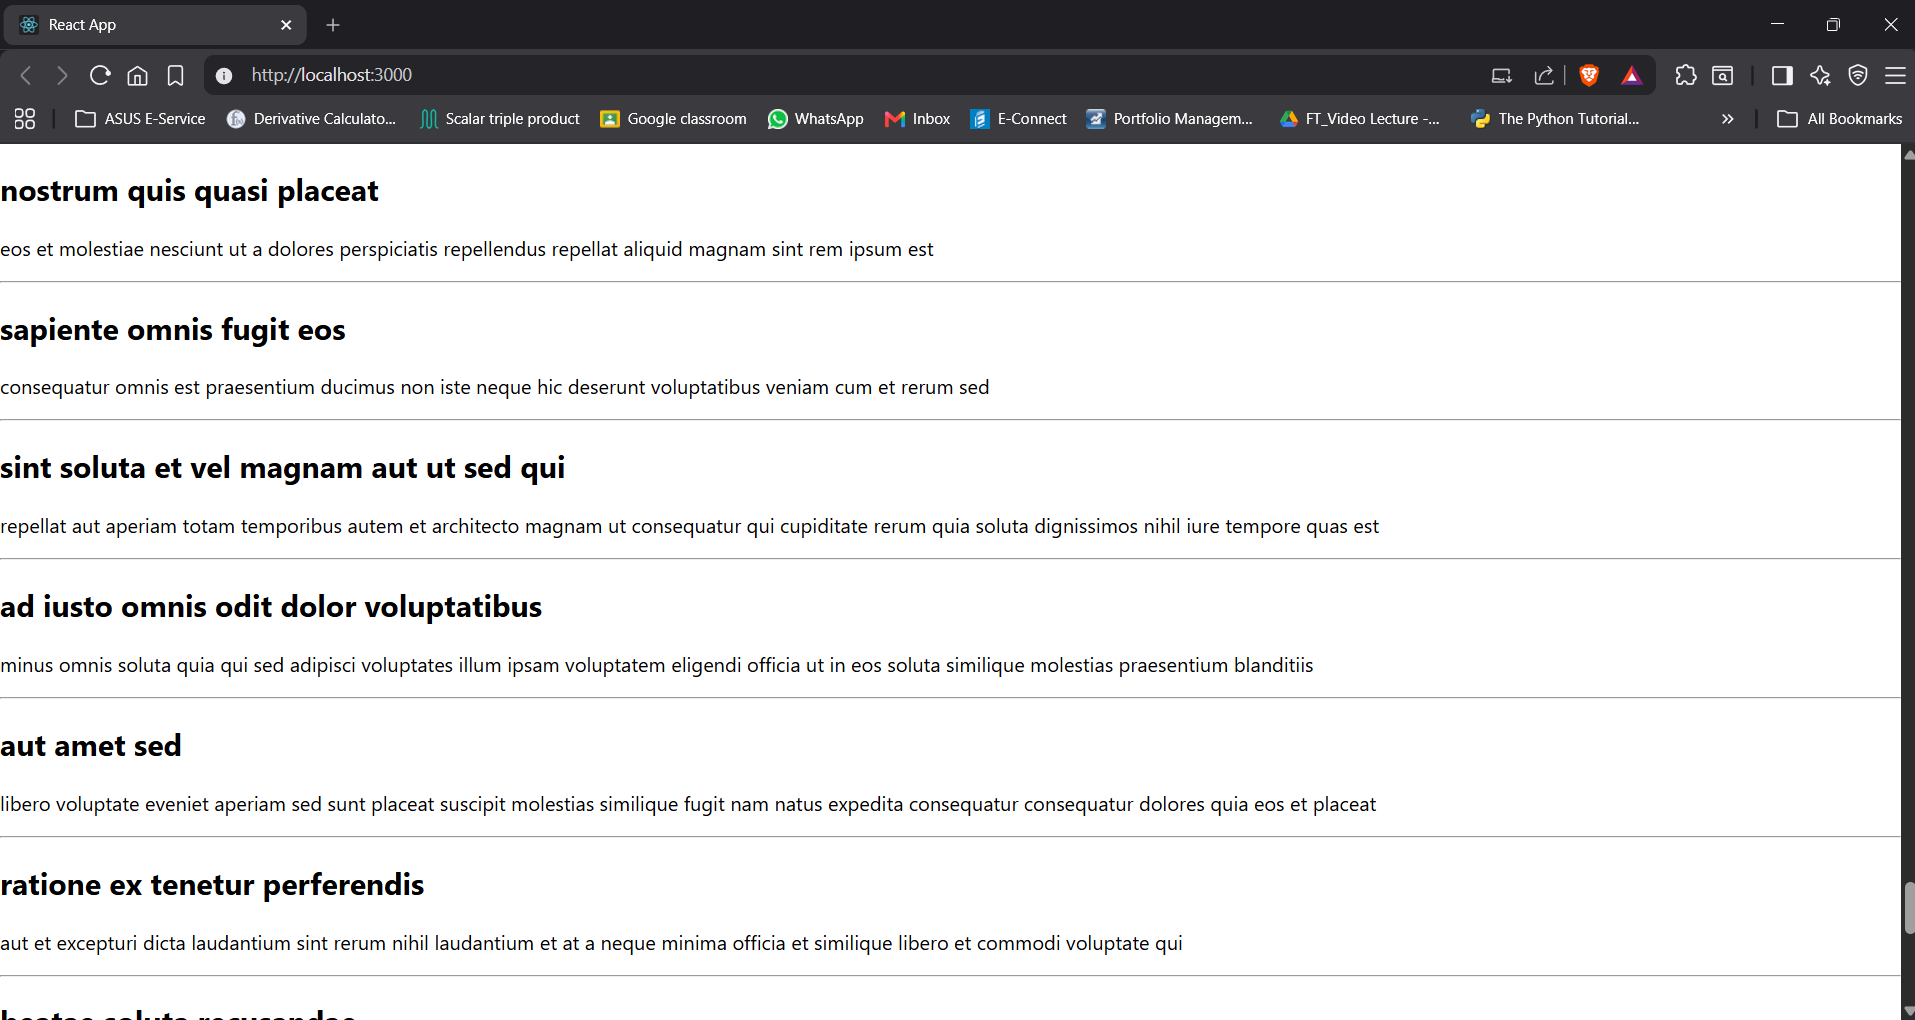 React App
http://localhost:3000
ASUS E-Service
Derivative Calculato...
Scalar triple product
Google classroom
WhatsApp
Inbox
E-Connect
Portfolio Managem...
FT_Video Lecture -...
The Python Tutorial...
All Bookmarks
nostrum quis quasi placeat
eos et molestiae nesciunt ut a dolores perspiciatis repellendus repellat aliquid magnam sint rem ipsum est
sapiente omnis fugit eos
consequatur omnis est praesentium ducimus non iste neque hic deserunt voluptatibus veniam cum et rerum sed
sint soluta et vel magnam aut ut sed qui
repellat aut aperiam totam temporibus autem et architecto magnam ut consequatur qui cupiditate rerum quia soluta dignissimos nihil iure tempore quas est
ad iusto omnis odit dolor voluptatibus
minus omnis soluta quia qui sed adipisci voluptates illum ipsam voluptatem eligendi officia ut in eos soluta similique molestias praesentium blanditiis
aut amet sed
libero voluptate eveniet aperiam sed sunt placeat suscipit molestias similique fugit nam natus expedita consequatur consequatur dolores quia eos et placeat
ratione ex tenetur perferendis
aut et excepturi dicta laudantium sint rerum nihil laudantium et at a neque minima officia et similique libero et commodi voluptate qui
beatae soluta recusandae